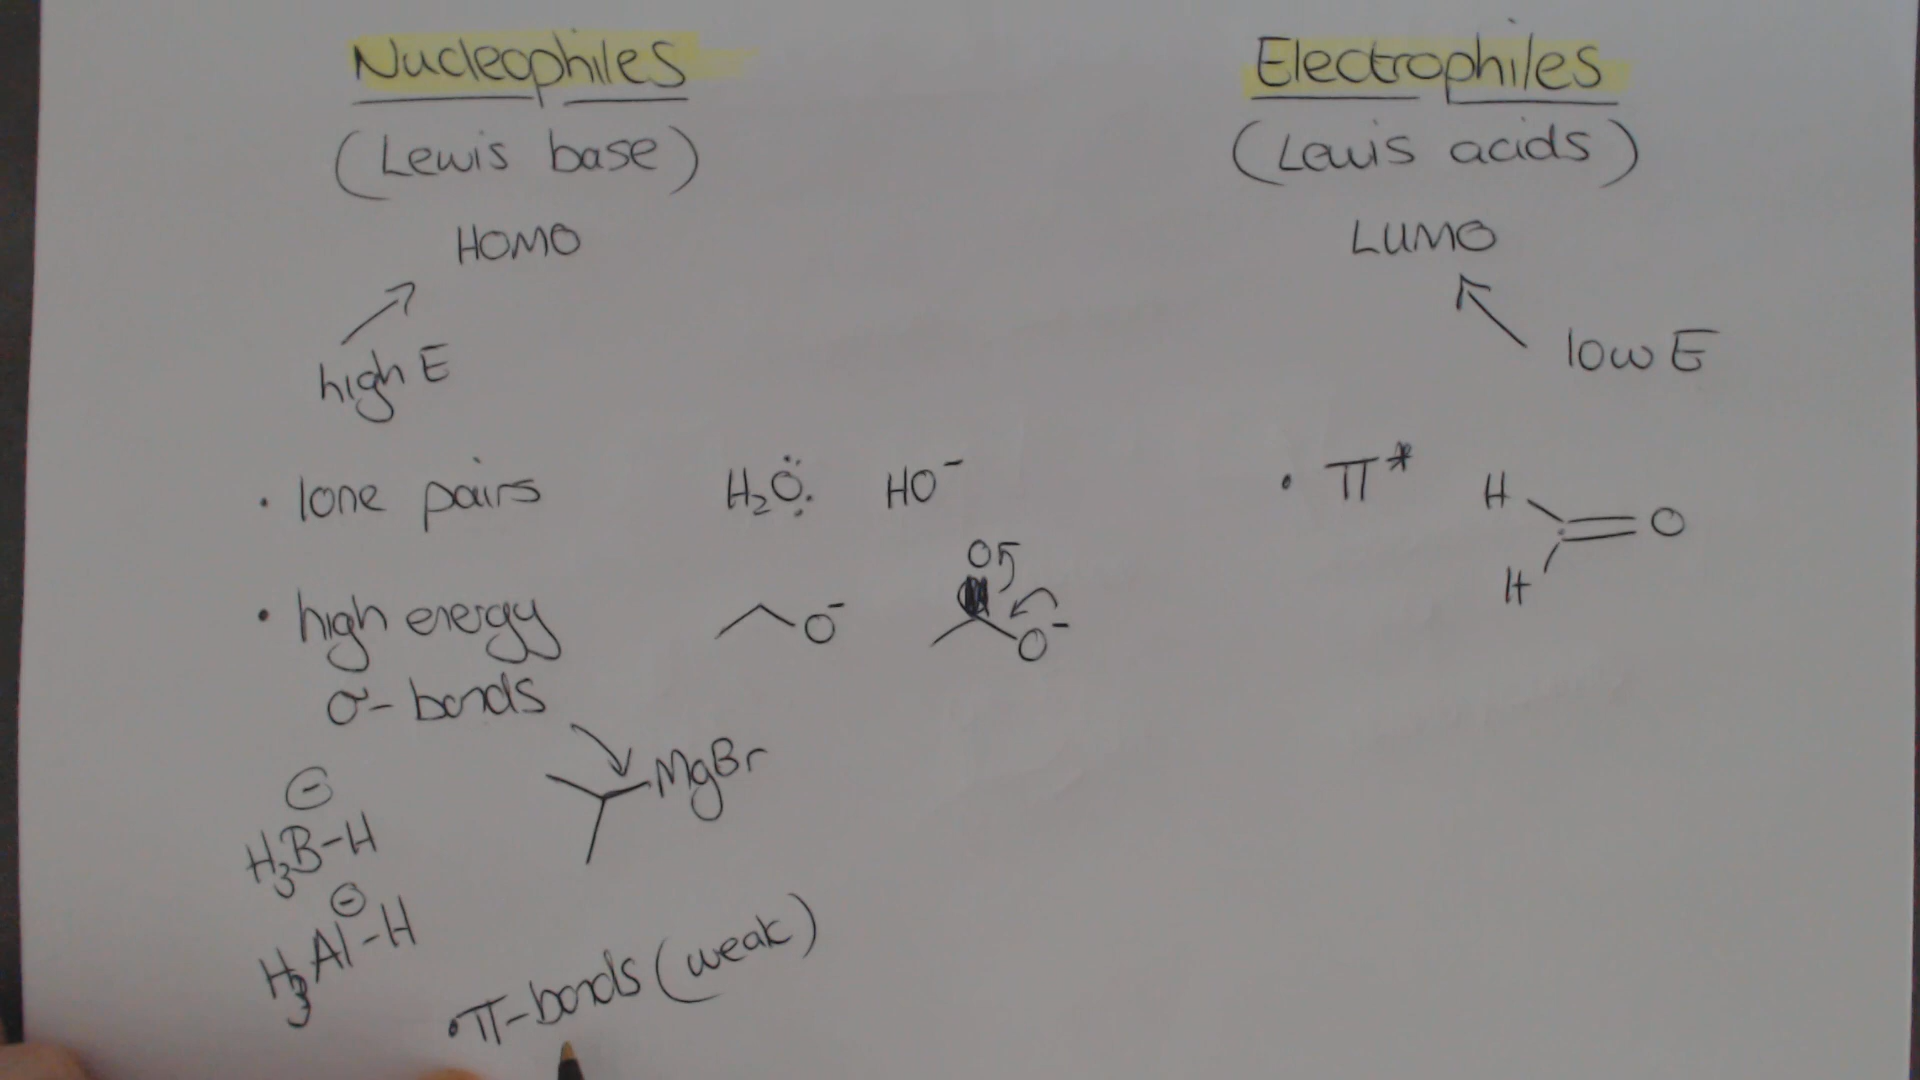 Nucleophiles
(Lewis base)
HOMO
high E
• lone pairs
H₂O HO⁻
• high energy
σ- bonds
O⁻
O
O⁻
MgBr
⊖
H₃B-H
⊖
H₃Al-H
• π-bonds (weak)
Electrophiles
(Lewis acids)
LUMO
low E
• π*
H
O
H